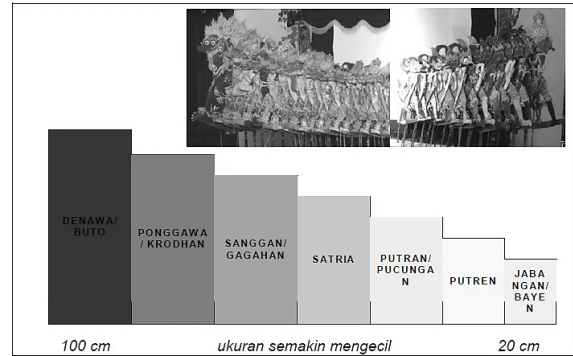 DENAWA/
BUTO
PONGGAWA
/ KRODHAN
SANGGAN/
GAGAHAN
SATRIA
PUTRAN/
PUCUNGA
N
PUTREN
JABA
NGAN/
BAYE
N
100 cm
ukuran semakin mengecil
20 cm